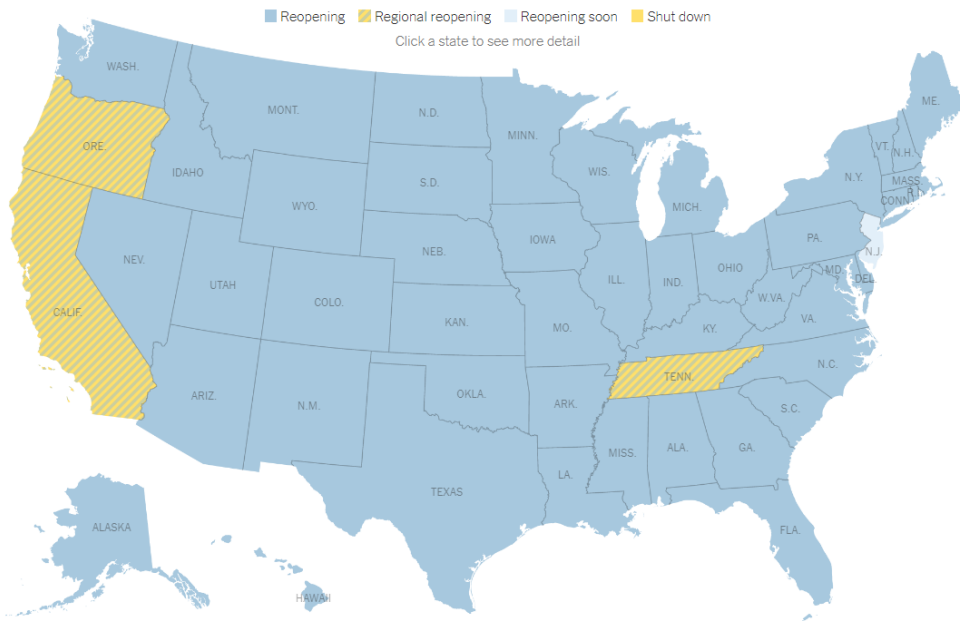 Reopening Regional reopening Reopening soon Shut down
Click a state to see more detail
WASH.
MONT.
N.D.
MINN.
ME.
ORE
IDAHO
S.D.
WIS.
VT.
N.H.
N.Y.
MASS
WYO.
MICH.
CONN
R.I.
NEV.
NEB.
IOWA
PA.
N.J.
UTAH
COLO.
ILL.
IND.
OHIO
MD.
DEL.
CALIF.
KAN.
MO.
KY.
W.VA.
VA.
ARIZ.
N.M.
OKLA.
ARK.
TENN.
N.C.
S.C.
MISS.
ALA.
GA.
TEXAS
LA.
FLA.
ALASKA
HAWAII